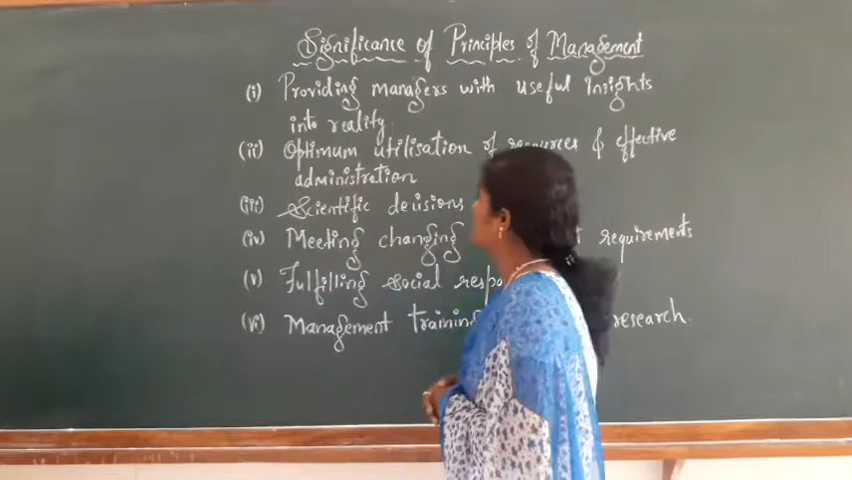 Significance of Principles of Management
(i) Providing managers with useful insights
into reality
(ii) Optimum utilisation of resources & effective
administration
(iii) Scientific decisions
(iv) Meeting changing requirements
(v) Fulfilling social
(vi) Management training research.